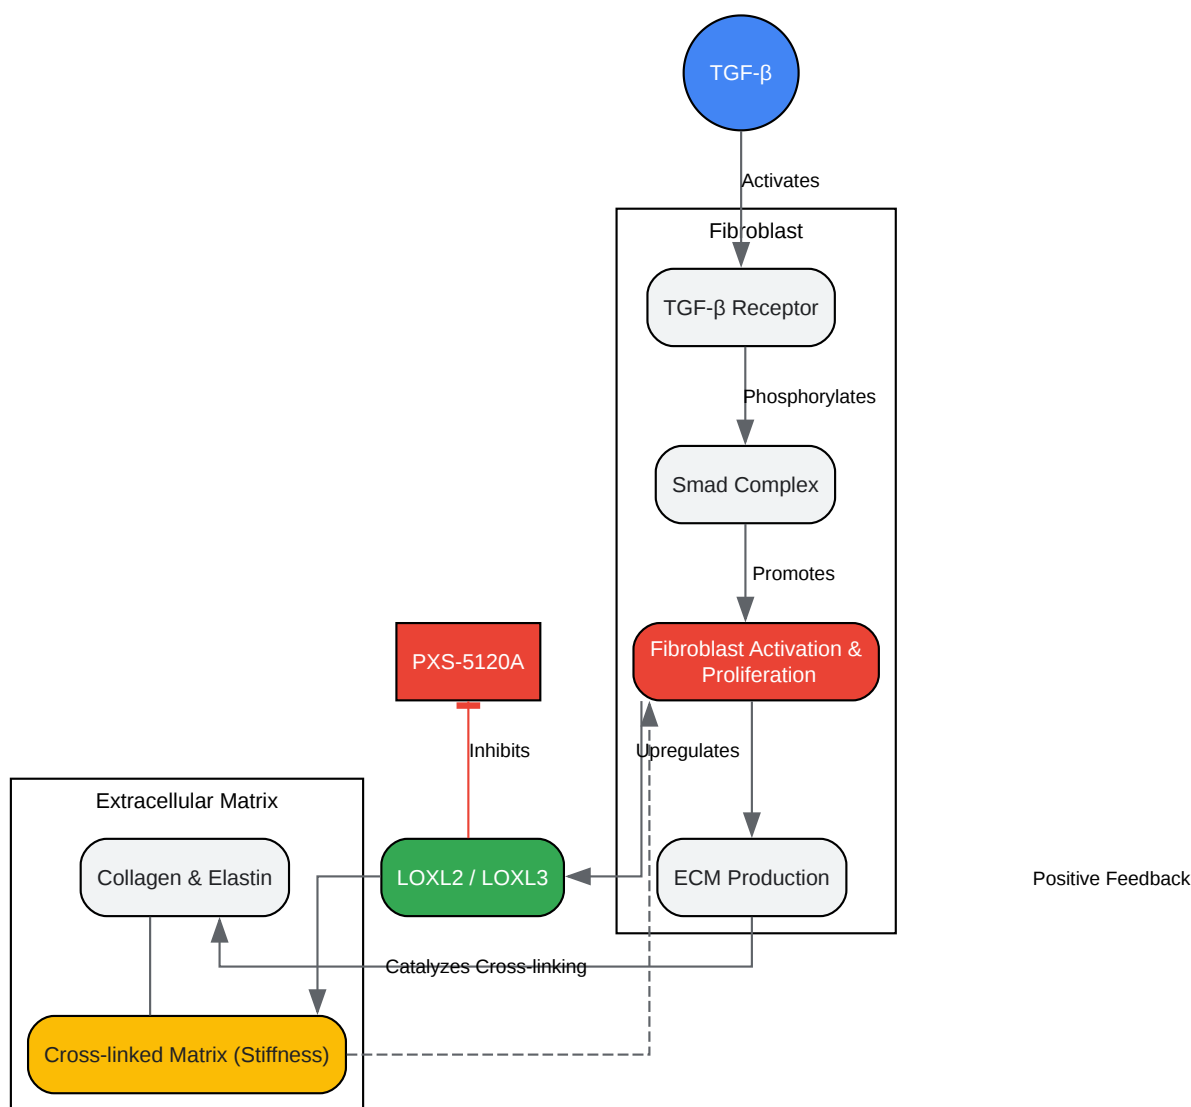 TGF-β
Activates
Fibroblast
TGF-β Receptor
Phosphorylates
Smad Complex
Promotes
PXS-5120A
Fibroblast Activation &
Proliferation
Inhibits
Upregulates
Extracellular Matrix
Collagen & Elastin
LOXL2 / LOXL3
ECM Production
Positive Feedback
Catalyzes Cross-linking
Cross-linked Matrix (Stiffness)